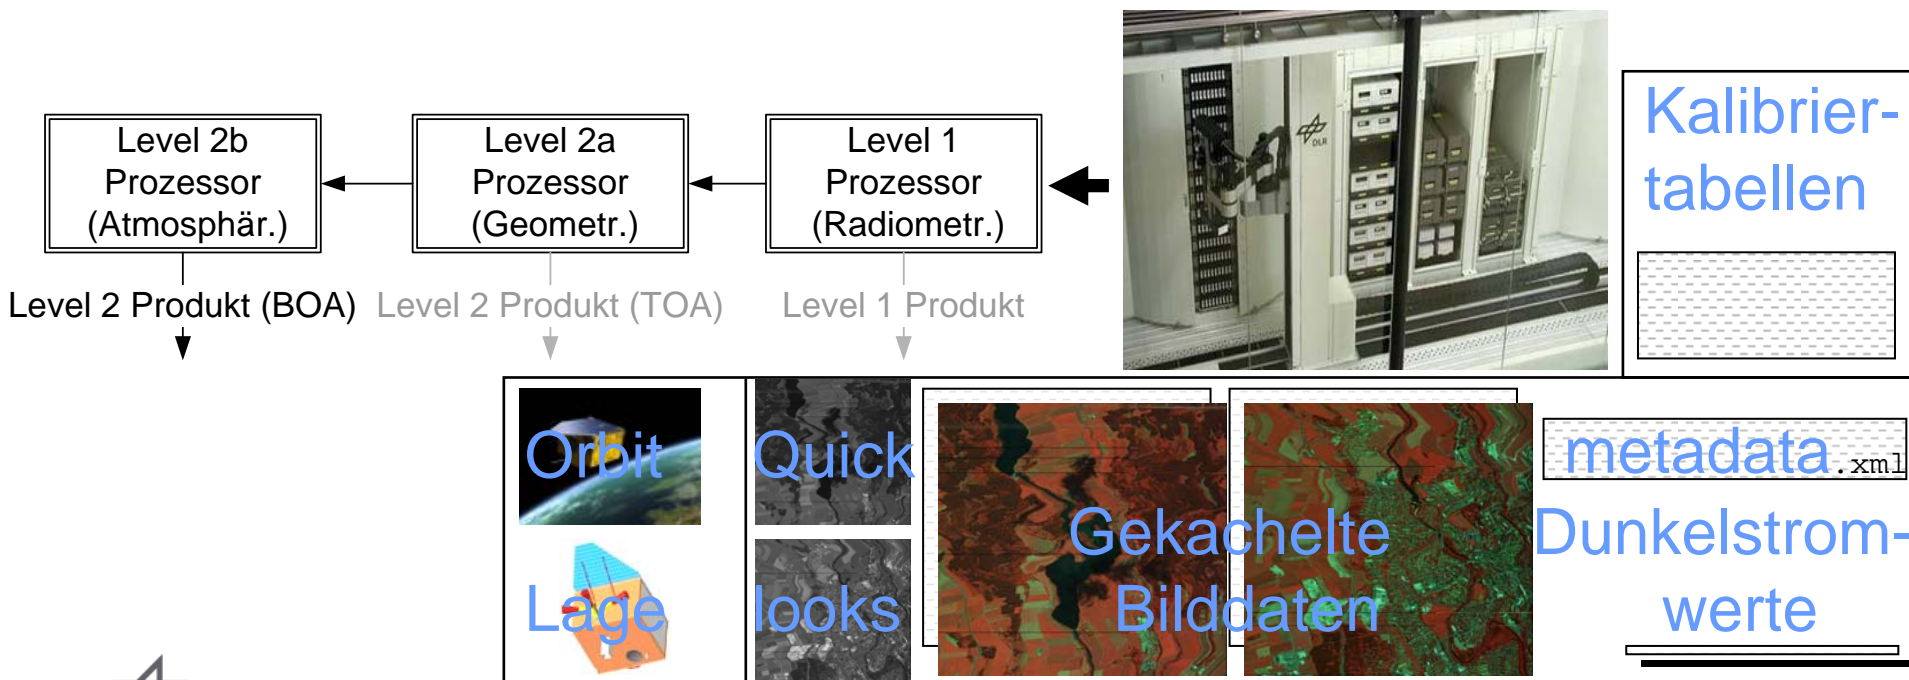 Level 2b
Prozessor
(Atmosphär.)
Level 2a
Prozessor
(Geometr.)
Level 1
Prozessor
(Radiometr.)
DLR
Kalibrier-
tabellen
Level 2 Produkt (BOA)
Level 2 Produkt (TOA)
Level 1 Produkt
Orbit
Lage
Quick
looks
Gekachelte
Bilddaten
metadata.xml
Dunkelstrom-
werte